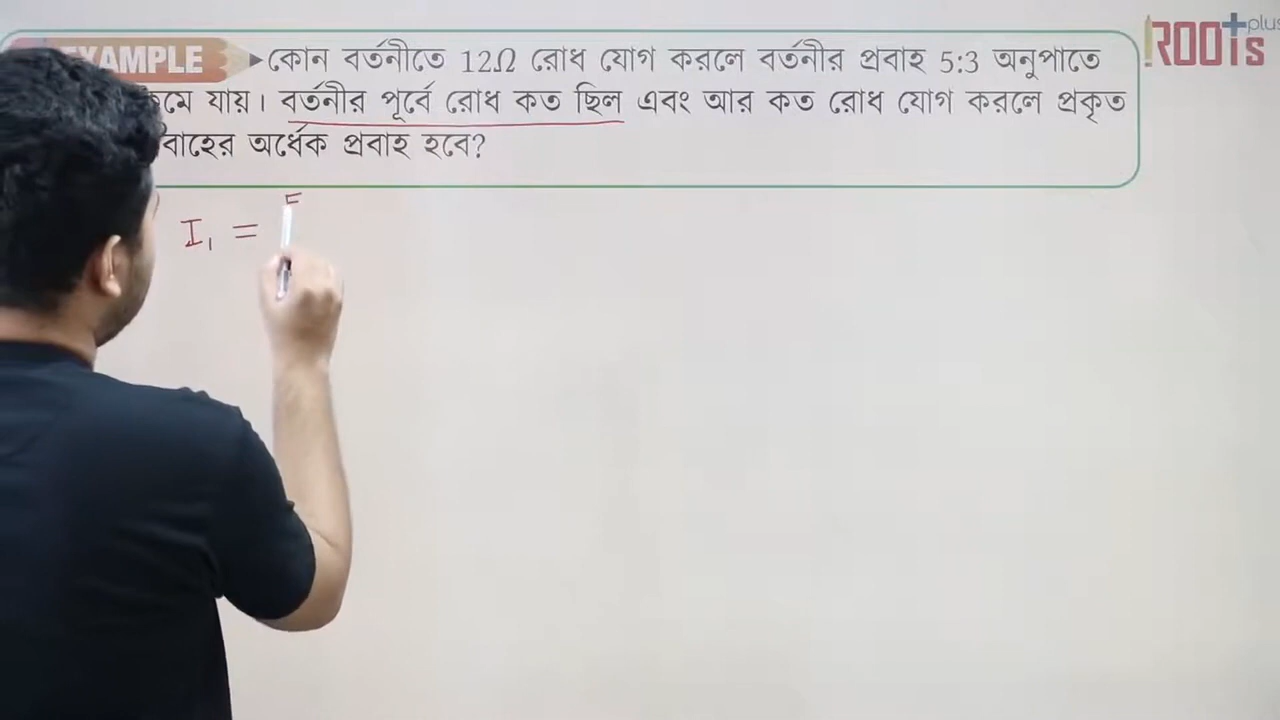 ROOTs plus
EXAMPLE কোন বর্তনীতে 12Ω রোধ যোগ করলে বর্তনীর প্রবাহ 5:3 অনুপাতে
যায়। বর্তনীর পূর্বে রোধ কত ছিল এবং আর কত রোধ যোগ করলে প্রকৃত
অর্ধেক প্রবাহ হবে?
I₁ =